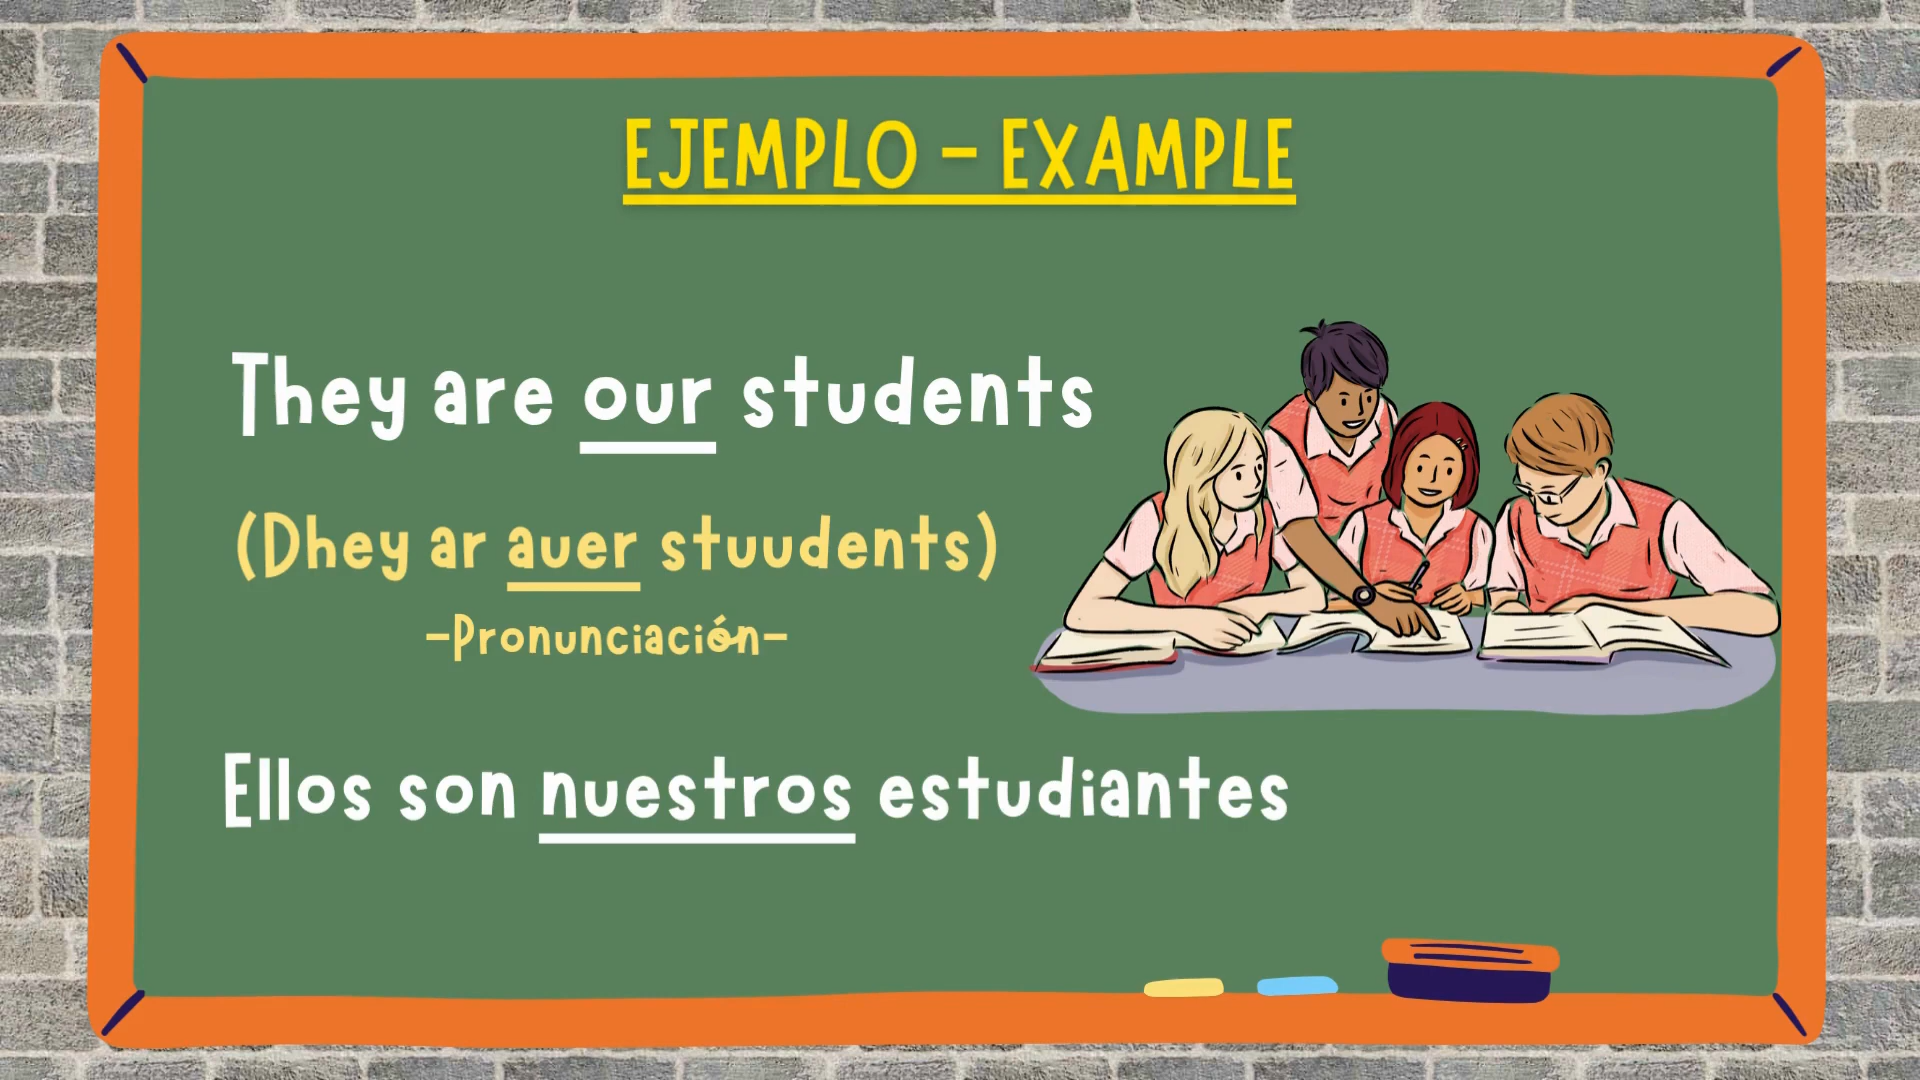 EJEMPLO - EXAMPLE
They are our students
(Dhey ar auer stuudents)
-Pronunciación-
Ellos son nuestros estudiantes